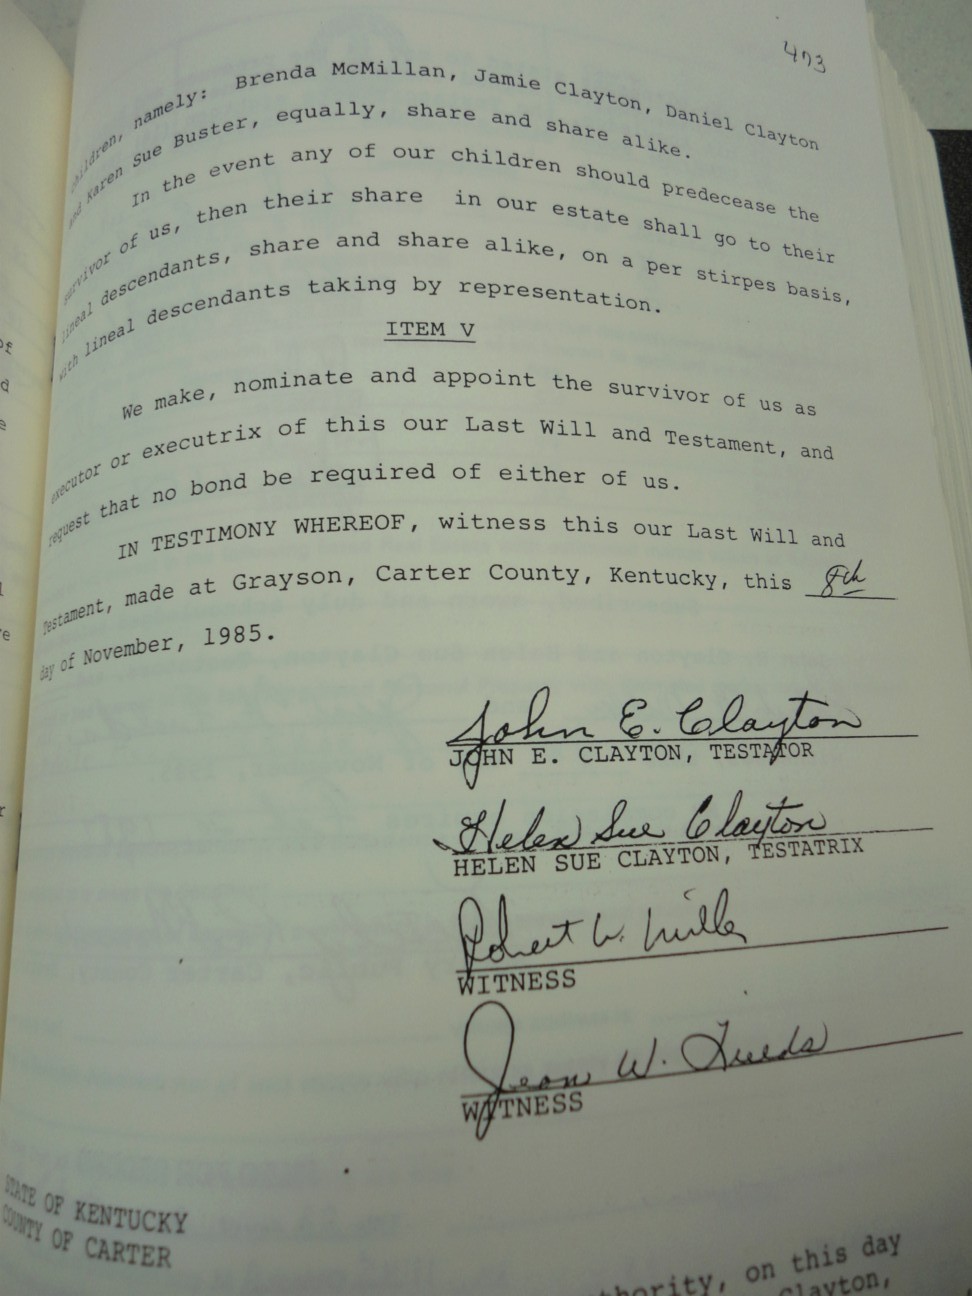 403
children, namely: Brenda McMillan, Jamie Clayton, Daniel Clayton
and Karen Sue Buster, equally, share and share alike.
In the event any of our children should predecease the
survivor of us, then their share in our estate shall go to their
lineal descendants, share and share alike, on a per stirpes basis,
with lineal descendants taking by representation.
ITEM V
We make, nominate and appoint the survivor of us as
executor or executrix of this our Last Will and Testament, and
request that no bond be required of either of us.
IN TESTIMONY WHEREOF, witness this our Last Will and
Testament, made at Grayson, Carter County, Kentucky, this 8th
day of November, 1985.
John E. Clayton
JOHN E. CLAYTON, TESTATOR
Helen Sue Clayton
HELEN SUE CLAYTON, TESTATRIX
Robert W. Miller
WITNESS
Jean W.
WITNESS
STATE OF KENTUCKY
COUNTY OF CARTER
on this day
Clayton,